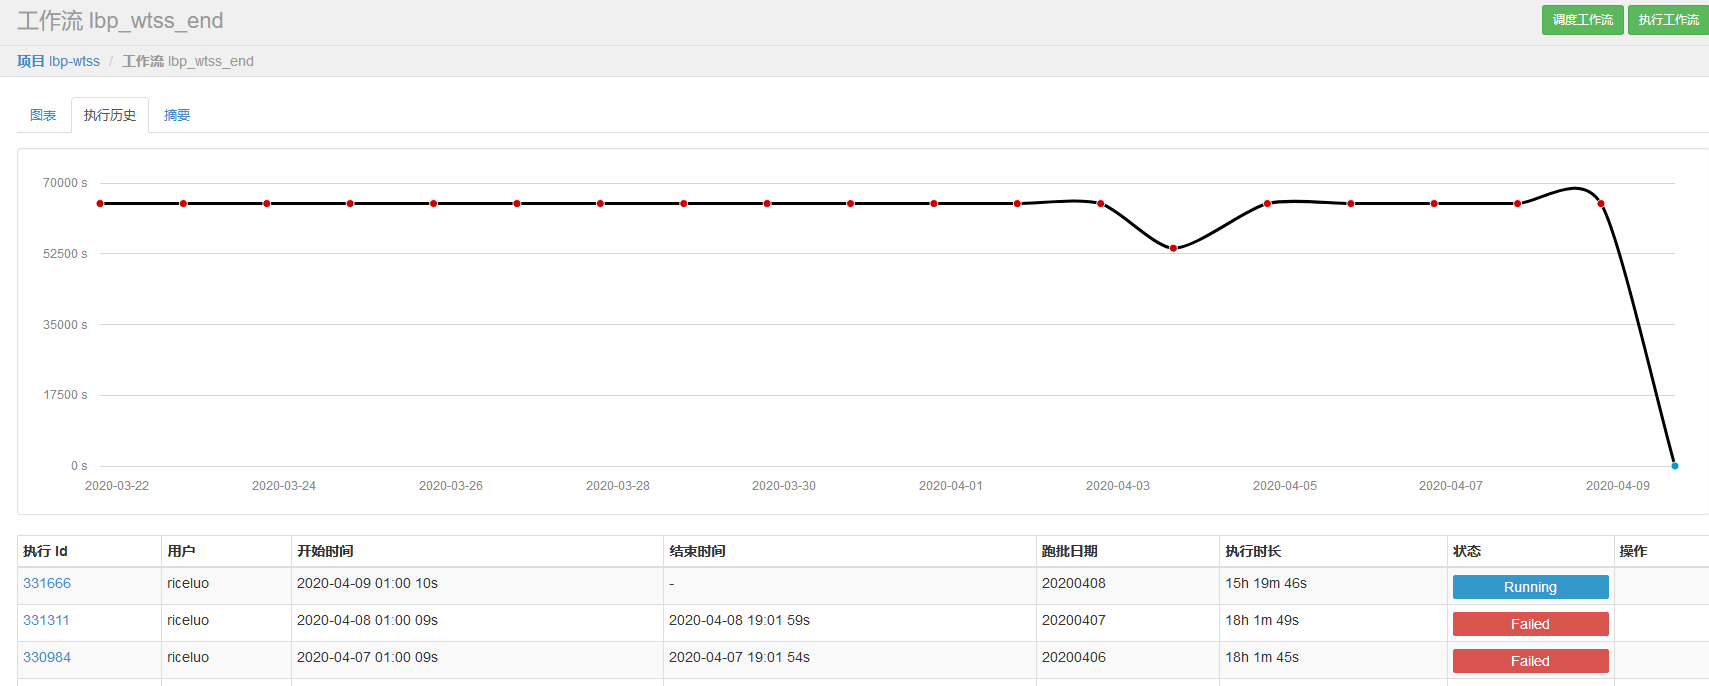 工作流 lbp_wtss_end
调度工作流 执行工作流
项目 lbp-wtss / 工作流 lbp_wtss_end
图表 执行历史 摘要
70000 s
52500 s
35000 s
17500 s
0 s
2020-03-22 2020-03-24 2020-03-26 2020-03-28 2020-03-30 2020-04-01 2020-04-03 2020-04-05 2020-04-07 2020-04-09
执行 Id 用户 开始时间 结束时间 跑批日期 执行时长 状态 操作
331666 riceluo 2020-04-09 01:00 10s - 20200408 15h 19m 46s Running
331311 riceluo 2020-04-08 01:00 09s 2020-04-08 19:01 59s 20200407 18h 1m 49s Failed
330984 riceluo 2020-04-07 01:00 09s 2020-04-07 19:01 54s 20200406 18h 1m 45s Failed